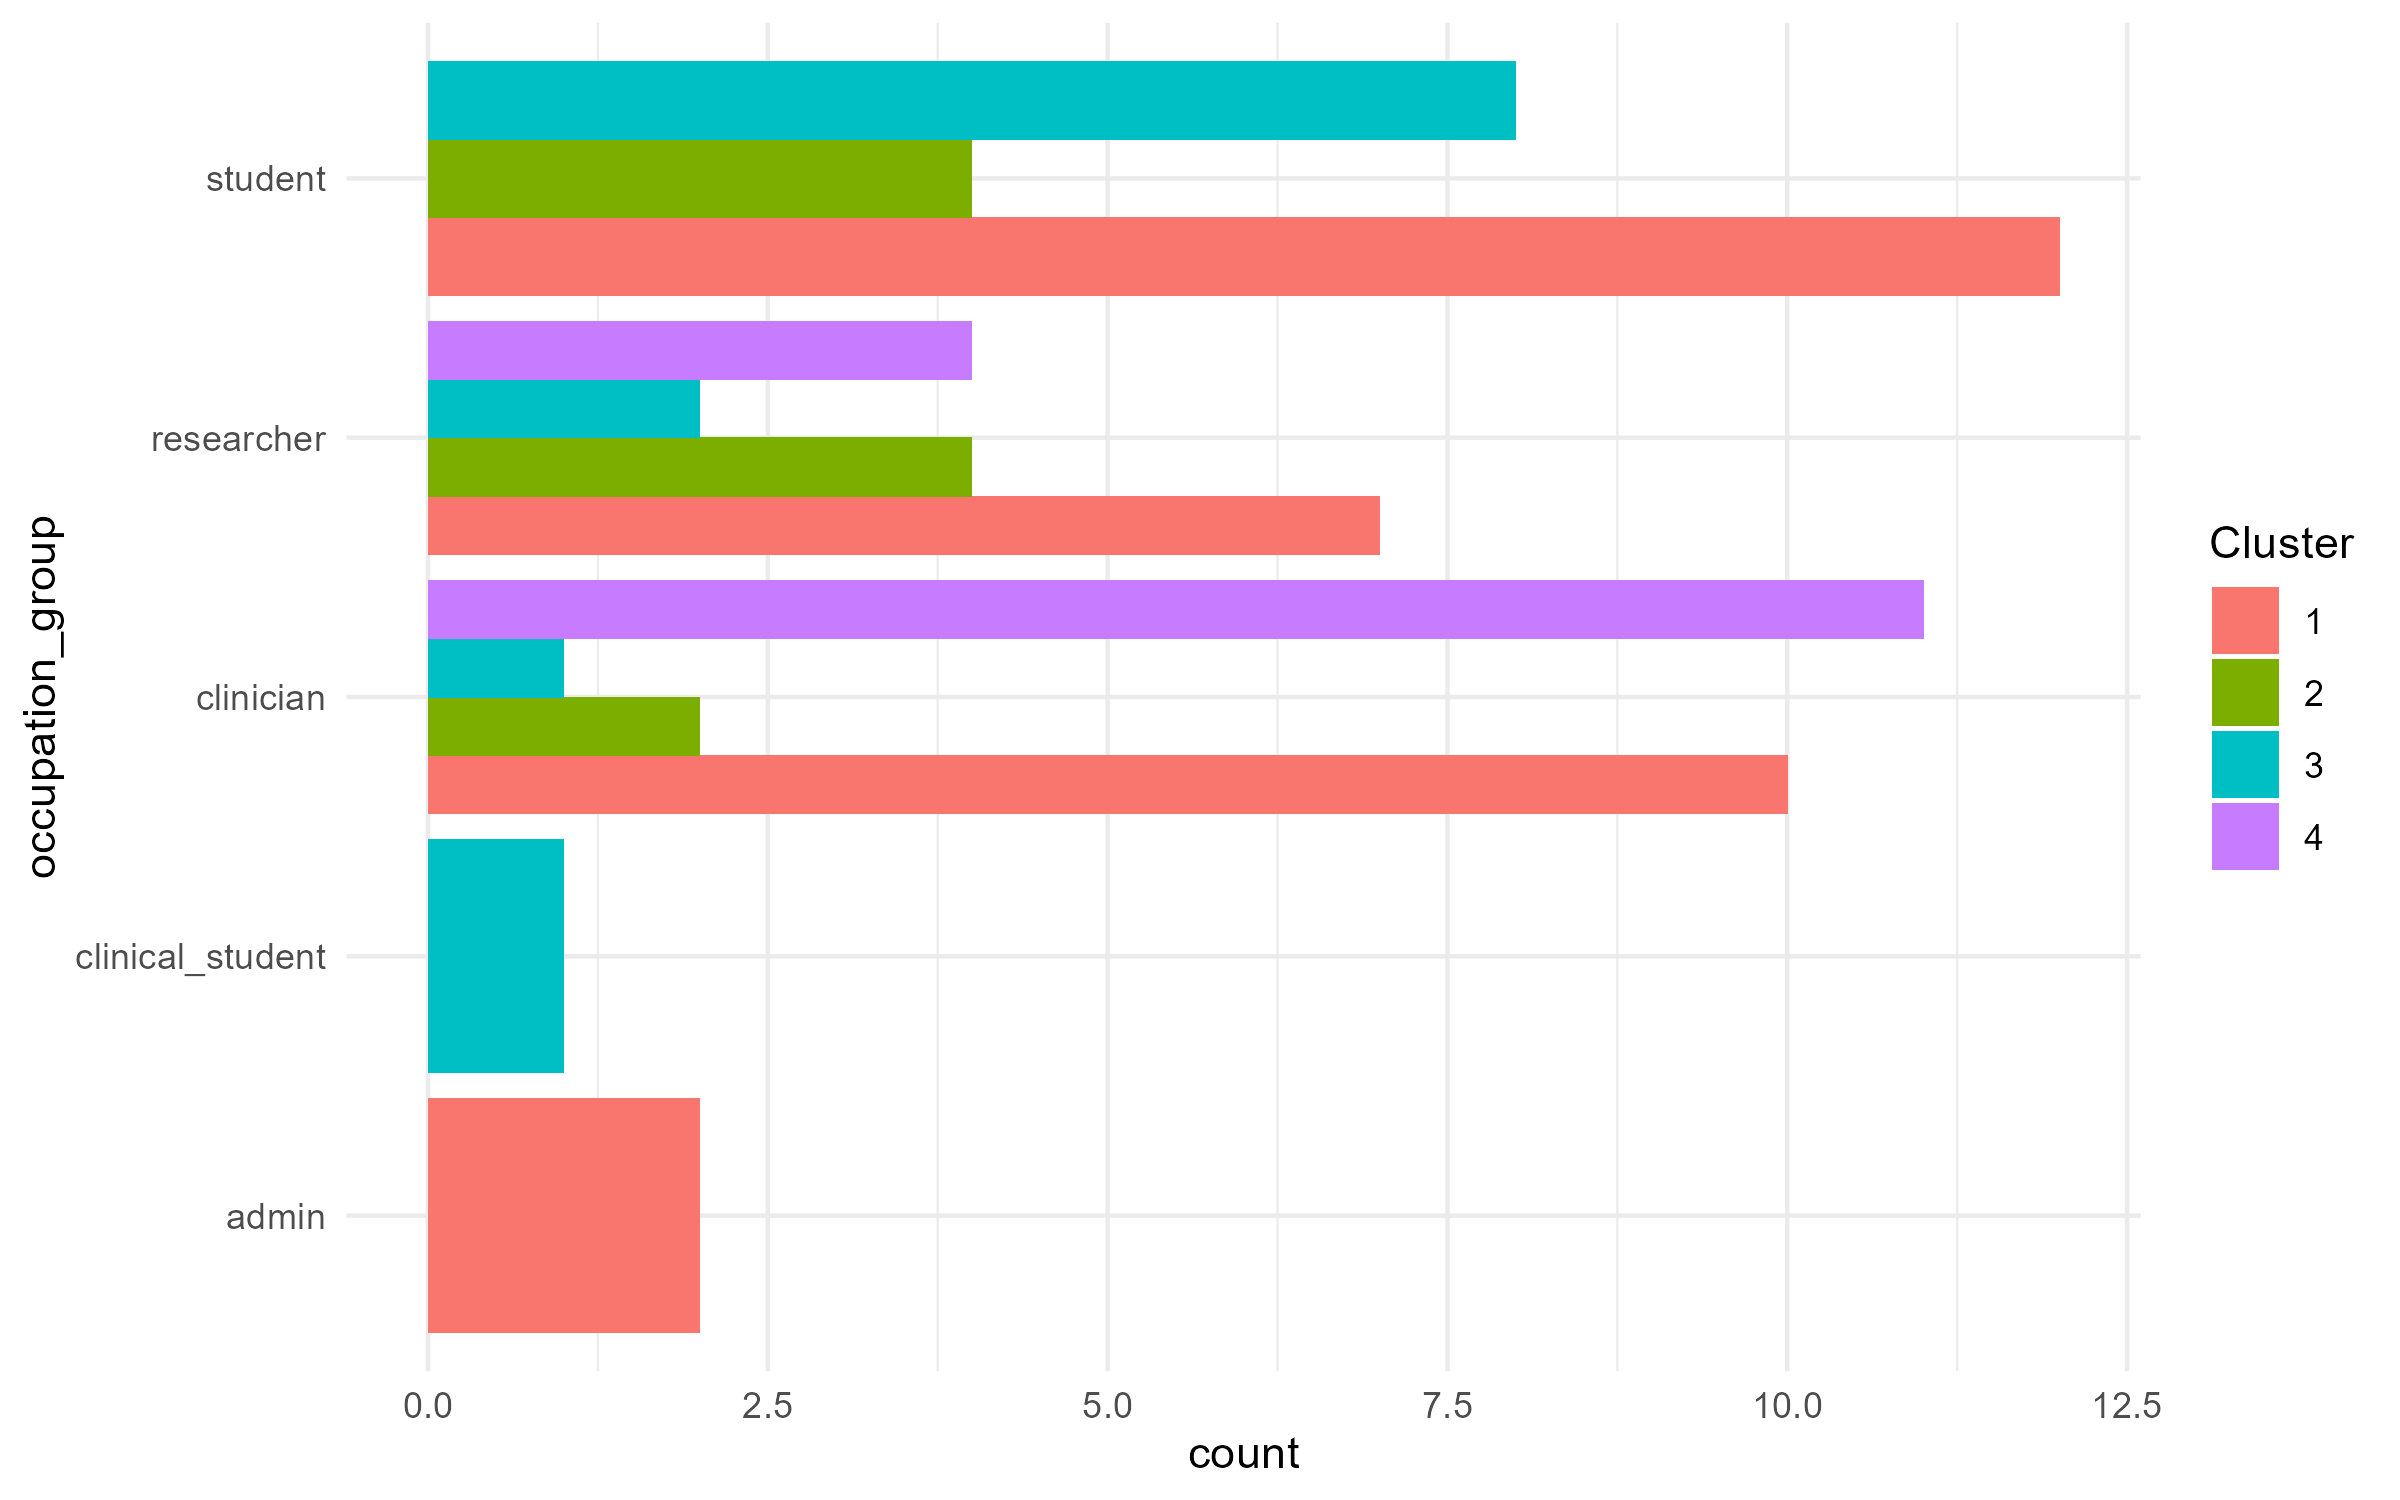 student
researcher
clinician
clinical_student
admin
occupation_group
0.0
2.5
5.0
7.5
10.0
12.5
count
Cluster
1
2
3
4